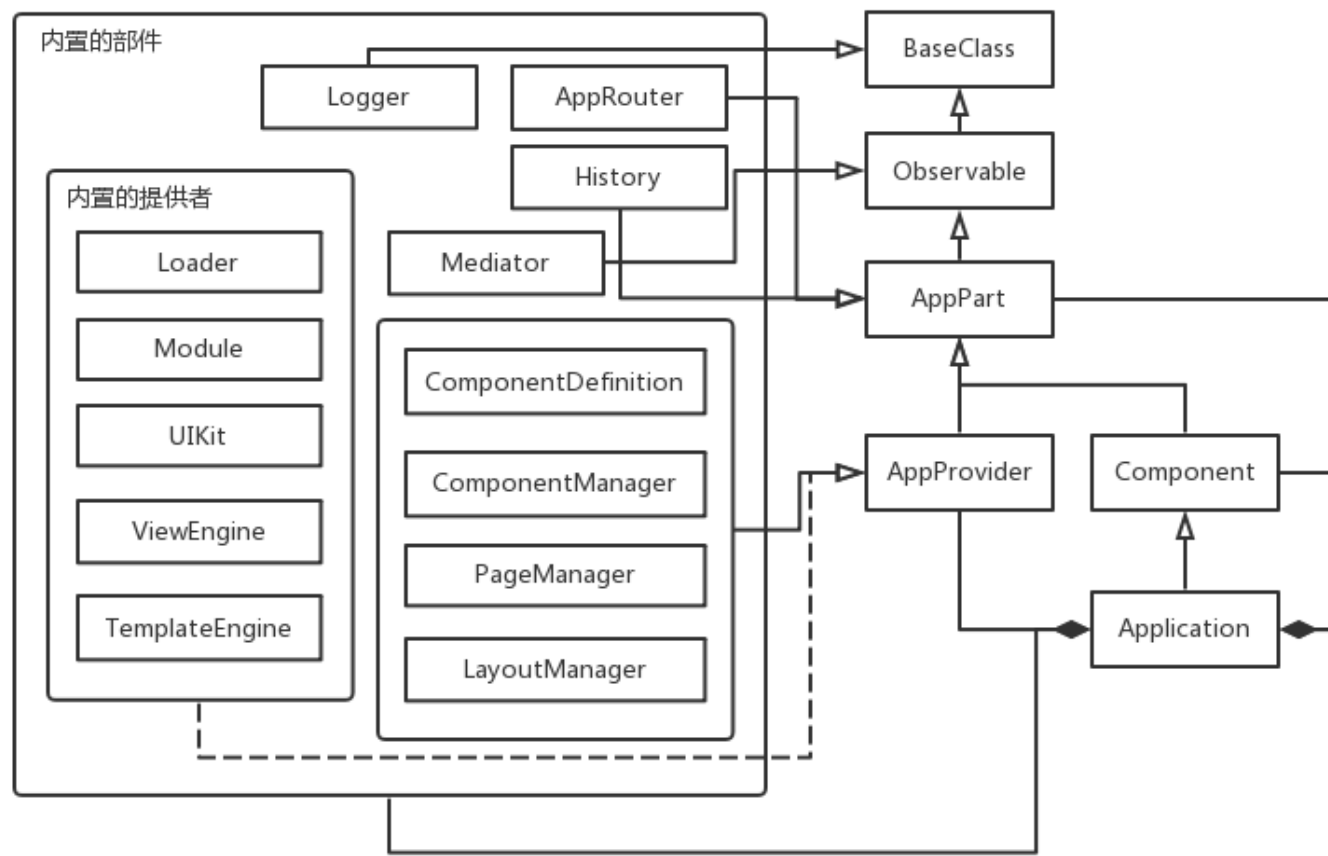 内置的部件
Logger
AppRouter
BaseClass
History
Observable
内置的提供者
Loader
Mediator
AppPart
Module
ComponentDefinition
UIKit
ComponentManager
AppProvider
Component
ViewEngine
PageManager
TemplateEngine
LayoutManager
Application